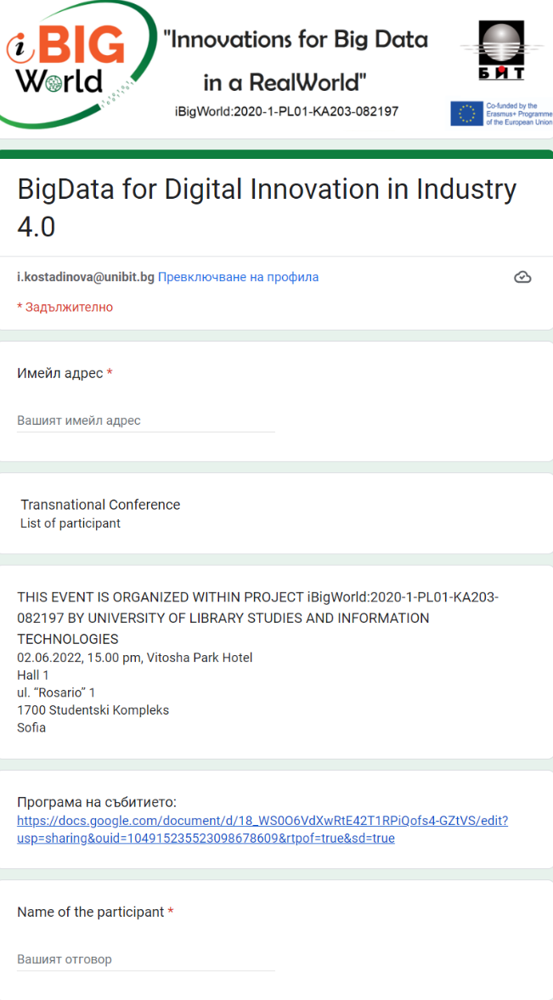 iBIG
World
"Innovations for Big Data
in a RealWorld"
iBigWorld:2020-1-PL01-KA203-082197
БИТ
Co-funded by the
Erasmus+ Programme
of the European Union
BigData for Digital Innovation in Industry
4.0
i.kostadinova@unibit.bg Превключване на профила
* Задължително
Имейл адрес *
Вашият имейл адрес
Transnational Conference
List of participant
THIS EVENT IS ORGANIZED WITHIN PROJECT iBigWorld:2020-1-PL01-KA203-
082197 BY UNIVERSITY OF LIBRARY STUDIES AND INFORMATION
TECHNOLOGIES
02.06.2022, 15.00 pm, Vitosha Park Hotel
Hall 1
ul. “Rosario” 1
1700 Studentski Kompleks
Sofia
Програма на събитието:
https://docs.google.com/document/d/18_WS0O6VdXwRtE42T1RPiQofs4-GZtVS/edit?
usp=sharing&ouid=104915235523098678609&rtpof=true&sd=true
Name of the participant *
Вашият отговор